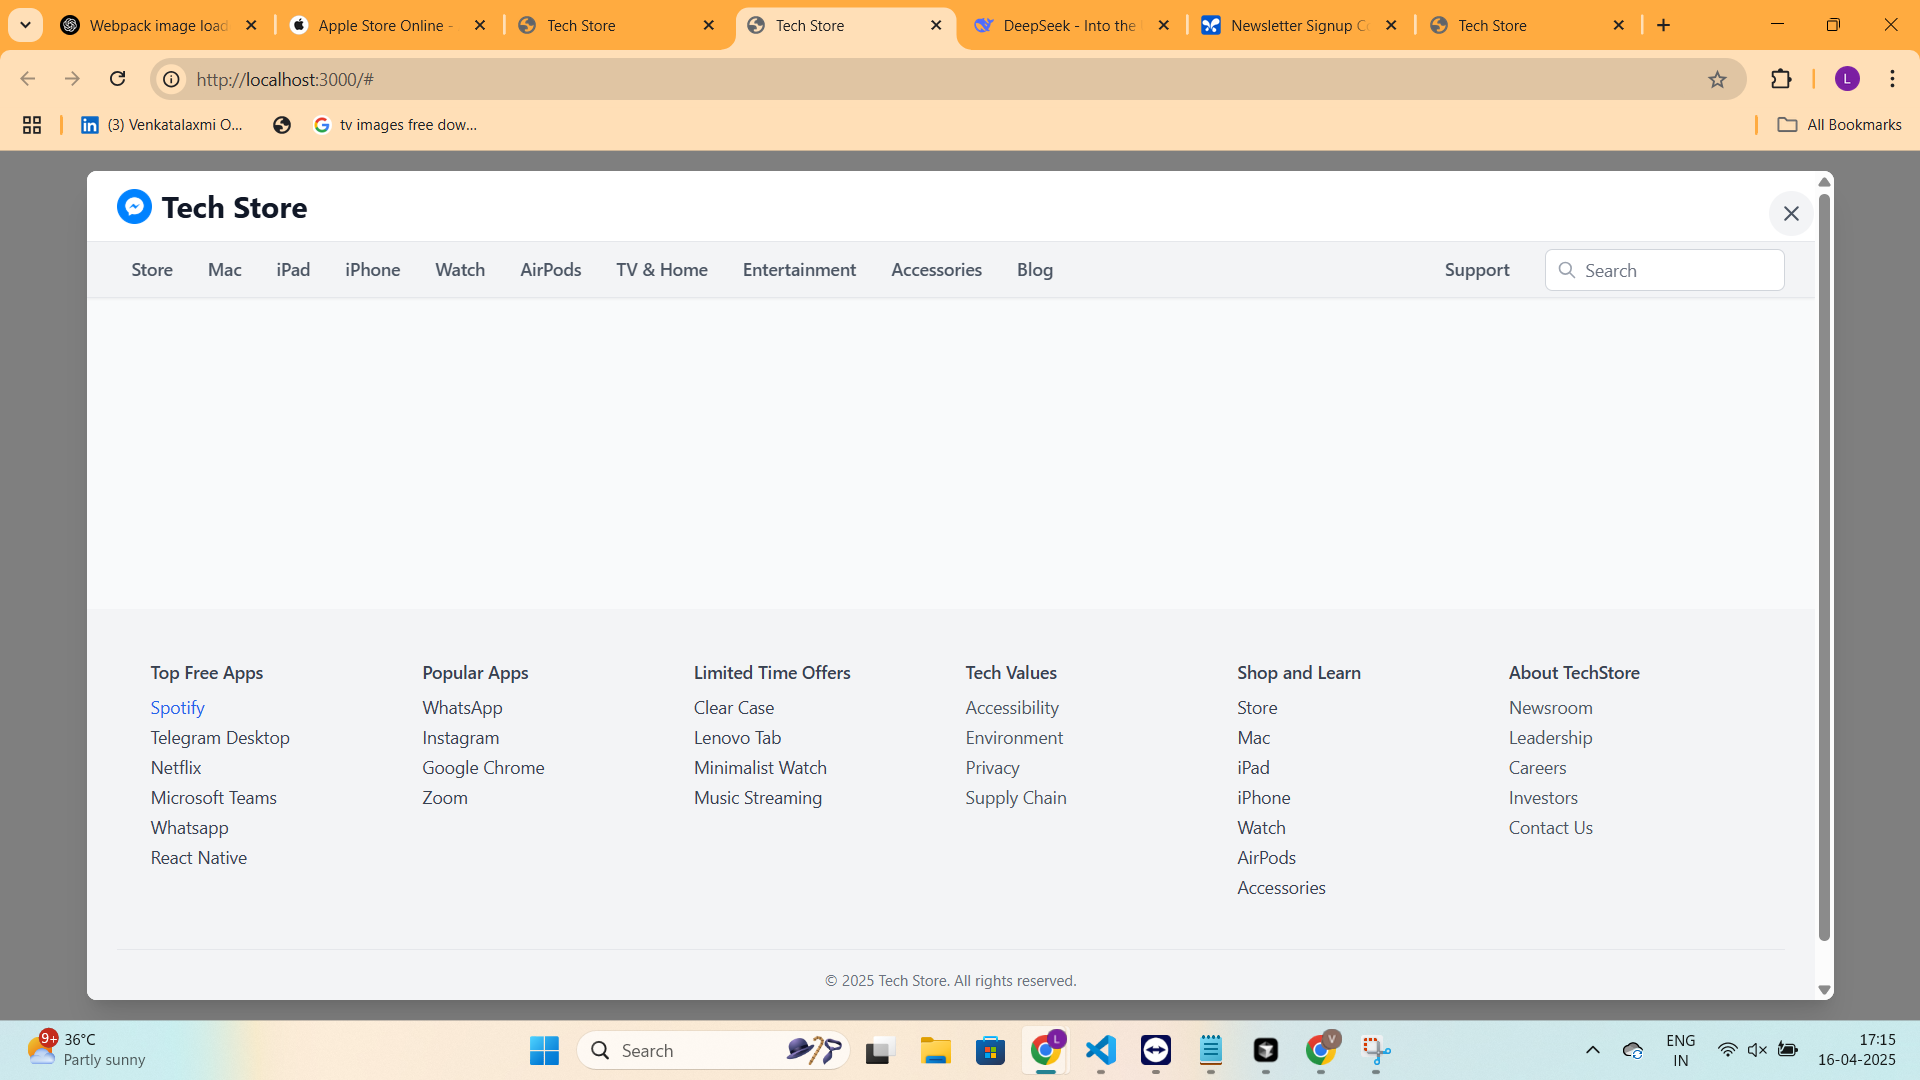 Webpack image load
Apple Store Online -
Tech Store
Tech Store
DeepSeek - Into the
Newsletter Signup Co
Tech Store
http://localhost:3000/#
L
(3) Venkatalaxmi O...
tv images free dow...
All Bookmarks
Tech Store
Store Mac iPad iPhone Watch AirPods TV & Home Entertainment Accessories Blog Support Search
Top Free Apps
Spotify
Telegram Desktop
Netflix
Microsoft Teams
Whatsapp
React Native
Popular Apps
WhatsApp
Instagram
Google Chrome
Zoom
Limited Time Offers
Clear Case
Lenovo Tab
Minimalist Watch
Music Streaming
Tech Values
Accessibility
Environment
Privacy
Supply Chain
Shop and Learn
Store
Mac
iPad
iPhone
Watch
AirPods
Accessories
About TechStore
Newsroom
Leadership
Careers
Investors
Contact Us
© 2025 Tech Store. All rights reserved.
9+
36°C
Partly sunny
Search
L
V
ENG
IN
17:15
16-04-2025